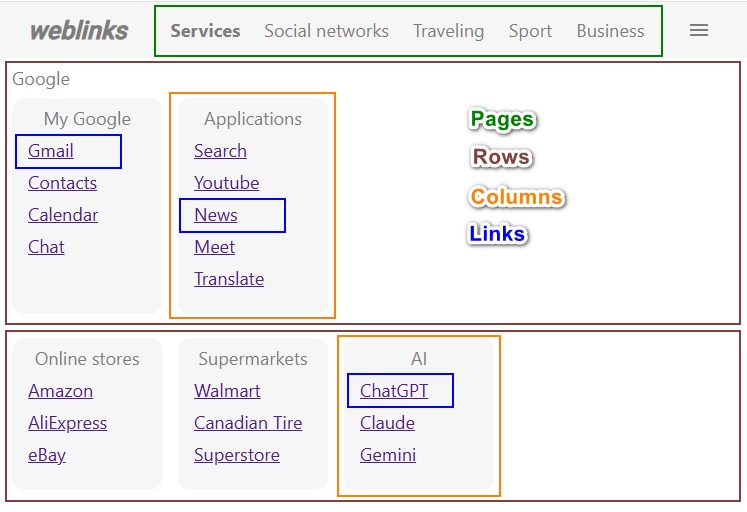 weblinks Services Social networks Traveling Sport Business
Google
My Google
Gmail
Contacts
Calendar
Chat
Applications
Search
Youtube
News
Meet
Translate
Pages
Rows
Columns
Links
Online stores
Amazon
AliExpress
eBay
Supermarkets
Walmart
Canadian Tire
Superstore
AI
ChatGPT
Claude
Gemini